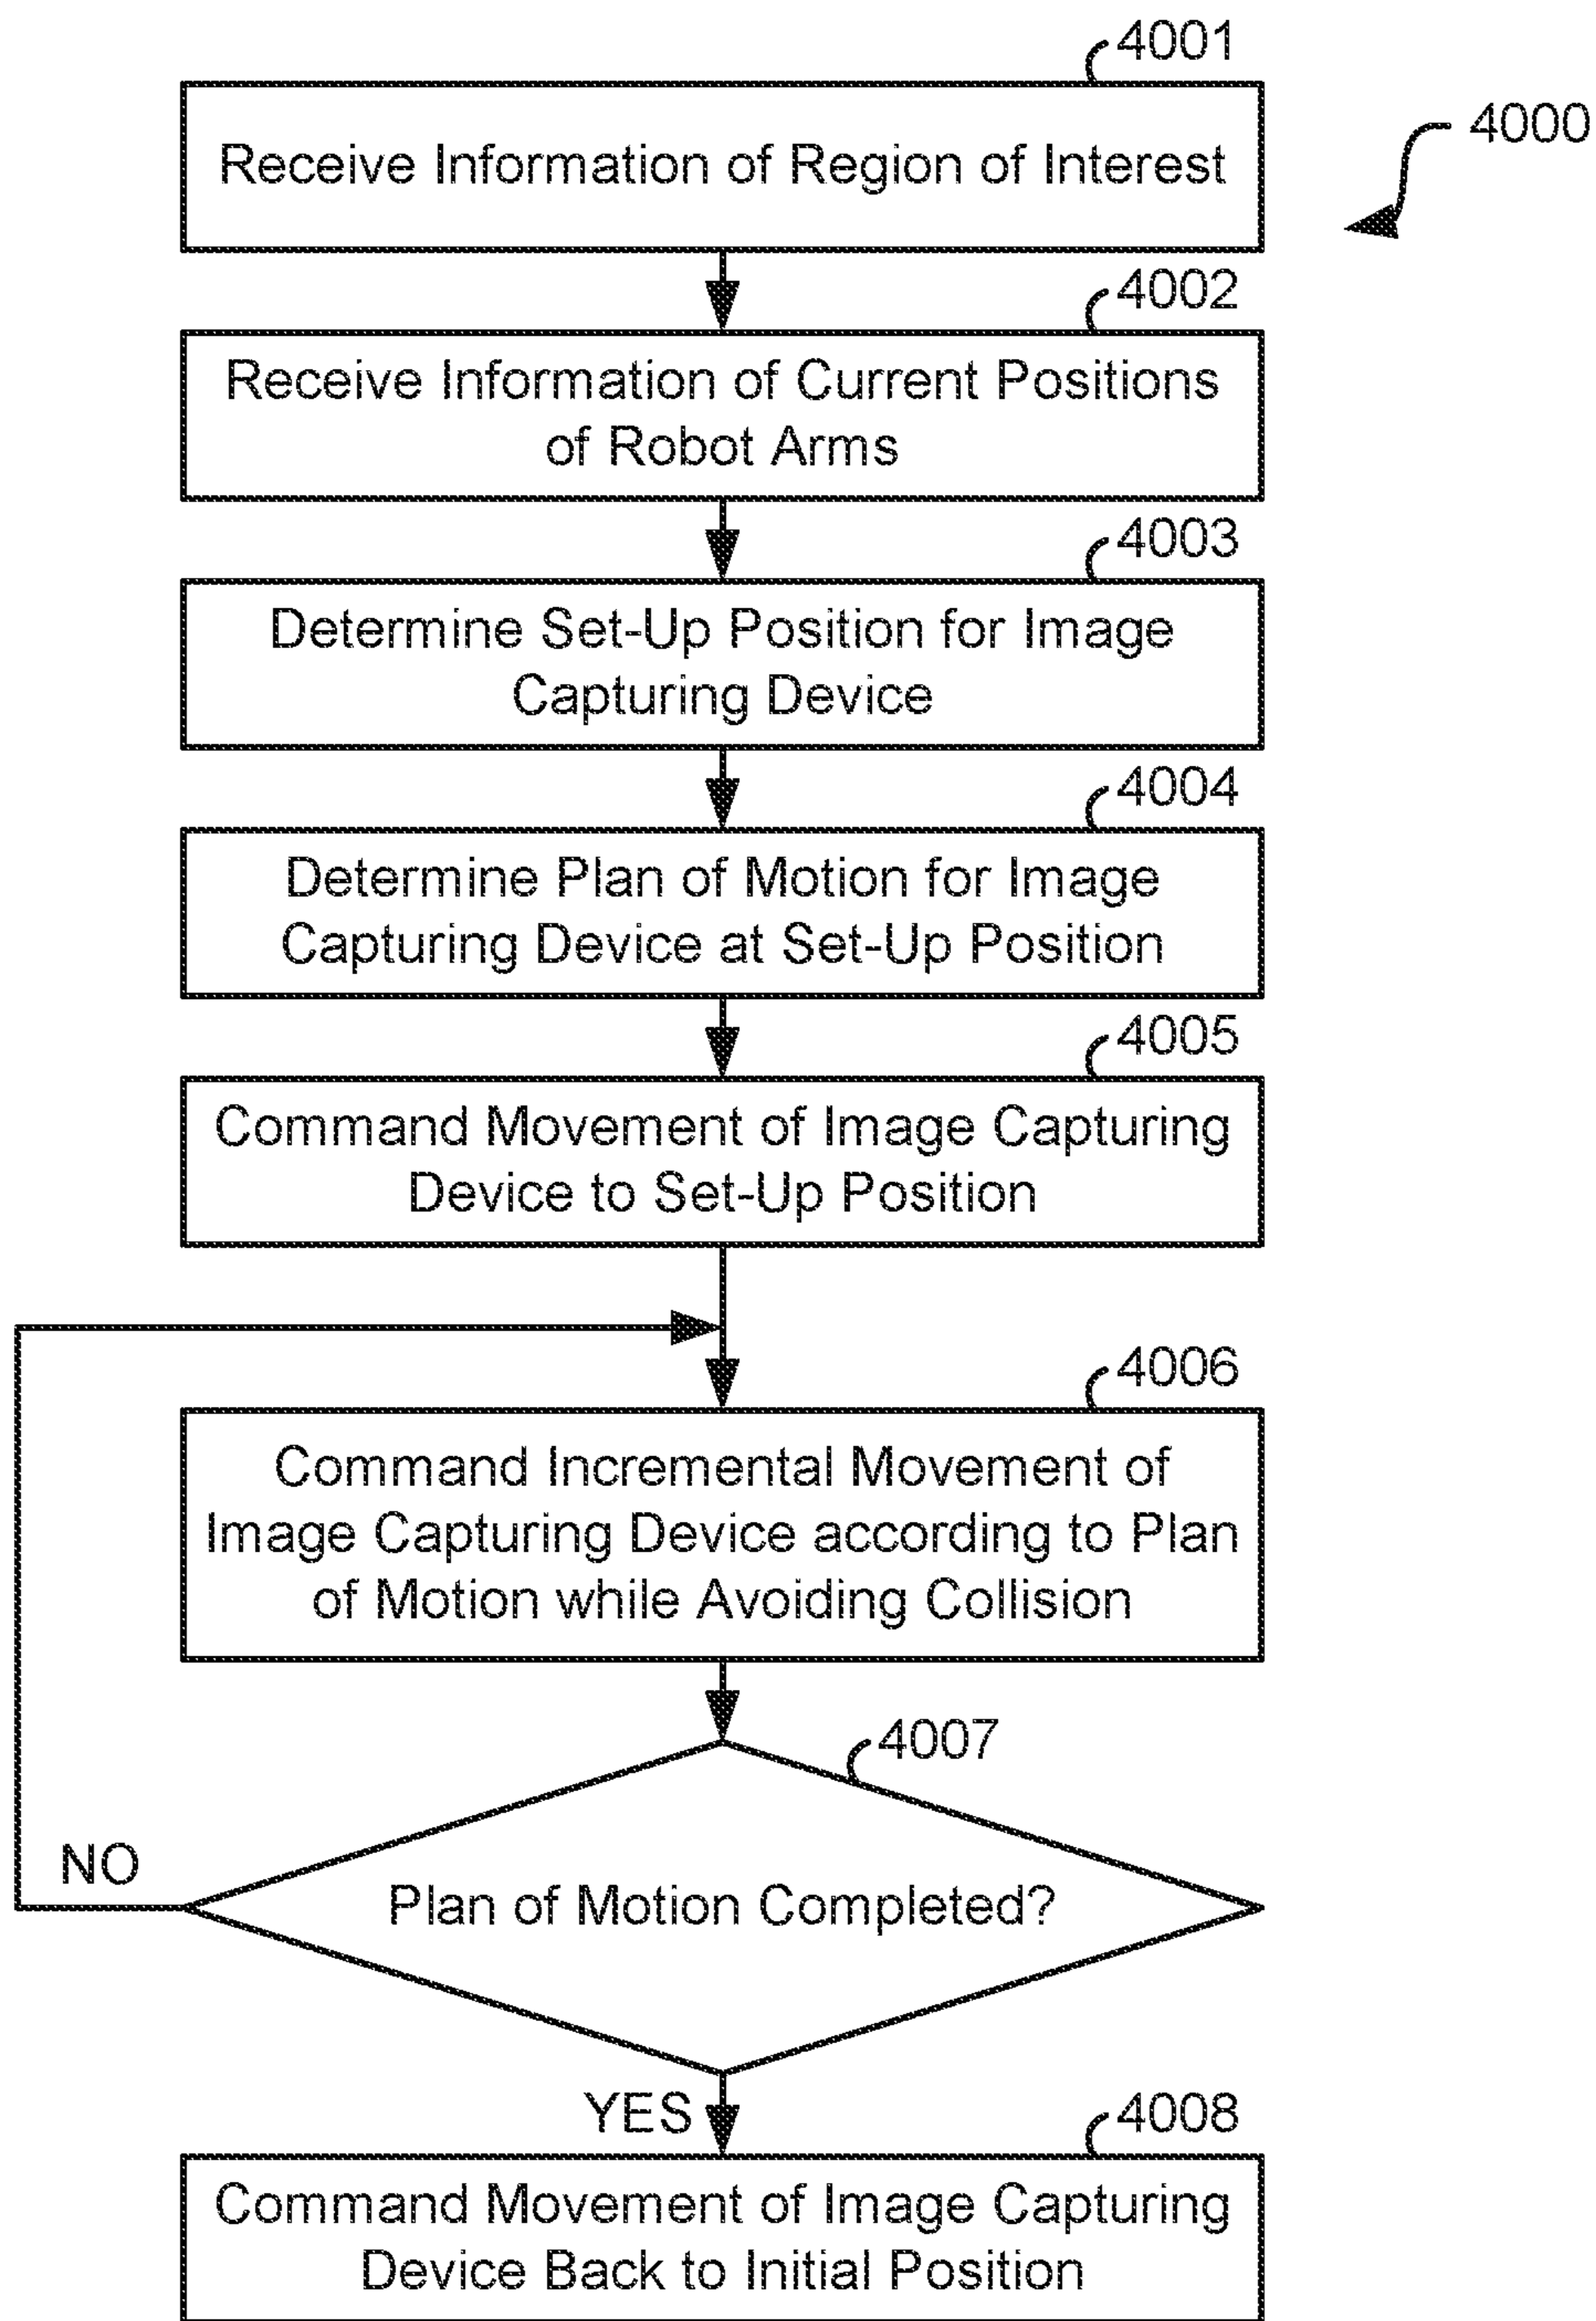 4001
4000
Receive Information of Region of Interest
4002
Receive Information of Current Positions
of Robot Arms
4003
Determine Set-Up Position for Image
Capturing Device
4004
Determine Plan of Motion for Image
Capturing Device at Set-Up Position
4005
Command Movement of Image Capturing
Device to Set-Up Position
4006
Command Incremental Movement of
Image Capturing Device according to Plan
of Motion while Avoiding Collision
4007
NO
Plan of Motion Completed?
YES
4008
Command Movement of Image Capturing
Device Back to Initial Position